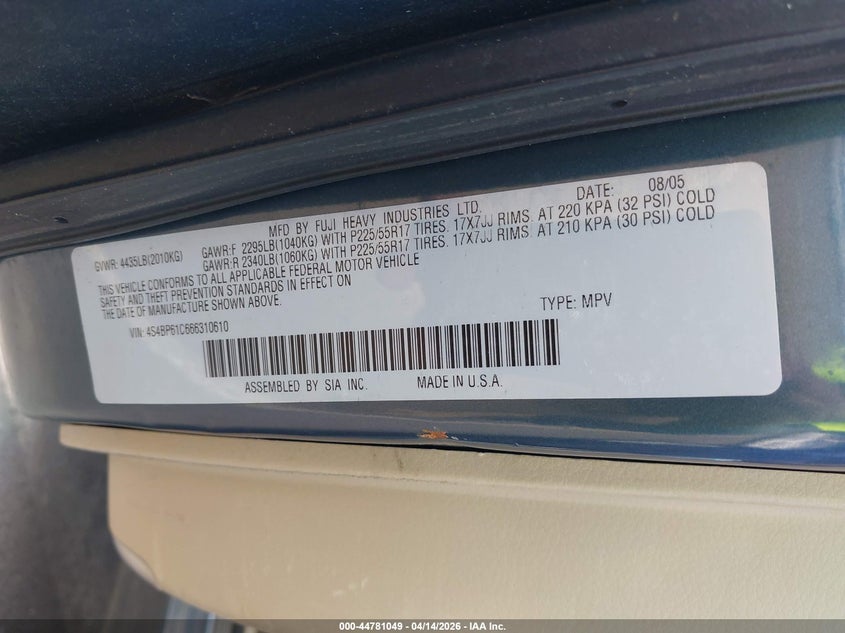 MFD BY FUJI HEAVY INDUSTRIES LTD. DATE: 08/05
GVWR: 4435LB(2010KG) GAWR:F 2295LB(1040KG) WITH P225/55R17 TIRES. 17X7JJ RIMS. AT 220 KPA (32 PSI) COLD
GAWR:R 2340LB(1060KG) WITH P225/55R17 TIRES. 17X7JJ RIMS. AT 210 KPA (30 PSI) COLD
THIS VEHICLE CONFORMS TO ALL APPLICABLE FEDERAL MOTOR VEHICLE
SAFETY AND THEFT PREVENTION STANDARDS IN EFFECT ON
THE DATE OF MANUFACTURE SHOWN ABOVE.
VIN: 4S4BP61C666310610 TYPE: MPV
ASSEMBLED BY SIA INC. MADE IN U.S.A.
000-44781049 - 04/14/2026 - IAA Inc.